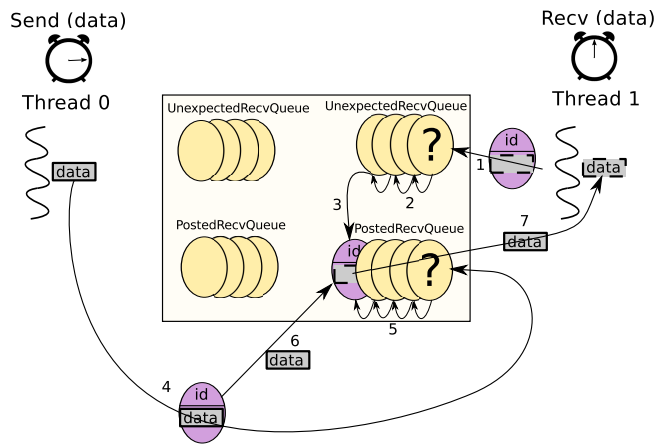 Send (data)
Recv (data)
Thread 0
Thread 1
UnexpectedRecvQueue
UnexpectedRecvQueue
?
id
1
data
data
2
3
PostedRecvQueue
PostedRecvQueue
id
?
7
data
5
6
data
4
id
data